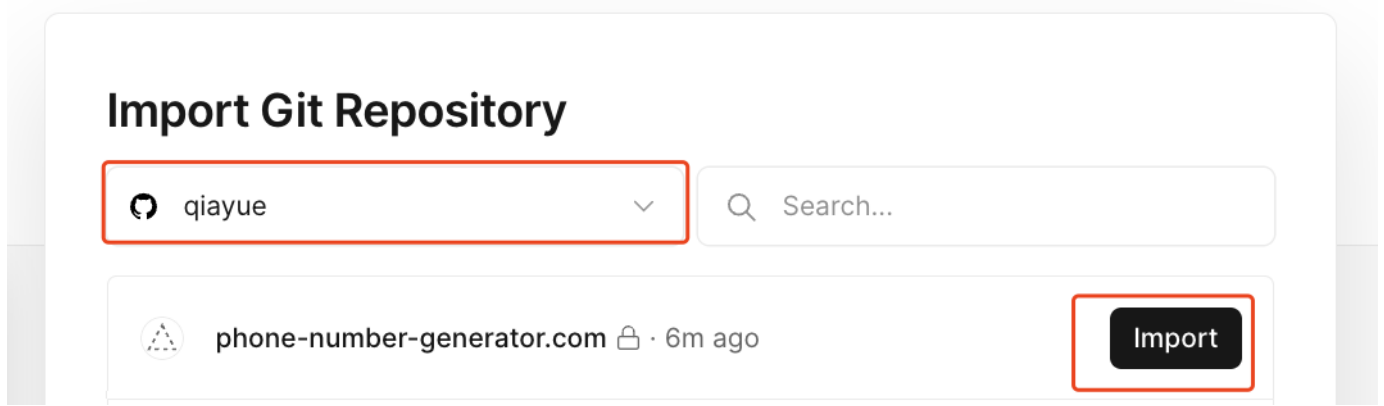 Import Git Repository
qiayue Search...
phone-number-generator.com · 6m ago Import